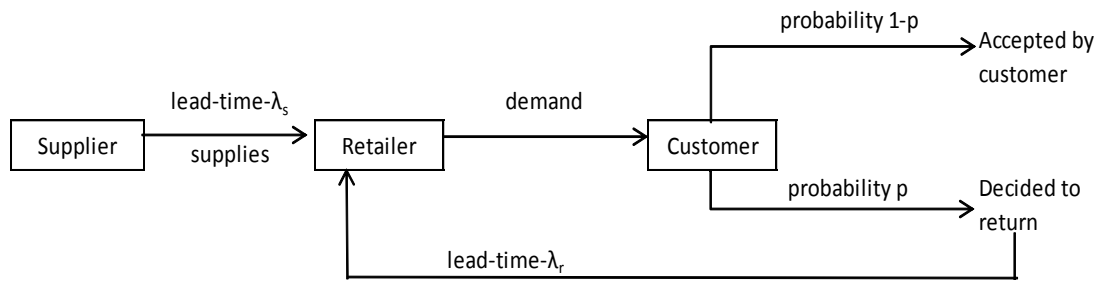 probability 1-p
Accepted by
customer
lead-time-λs
demand
Supplier
supplies
Retailer
Customer
probability p
Decided to
return
lead-time-λr